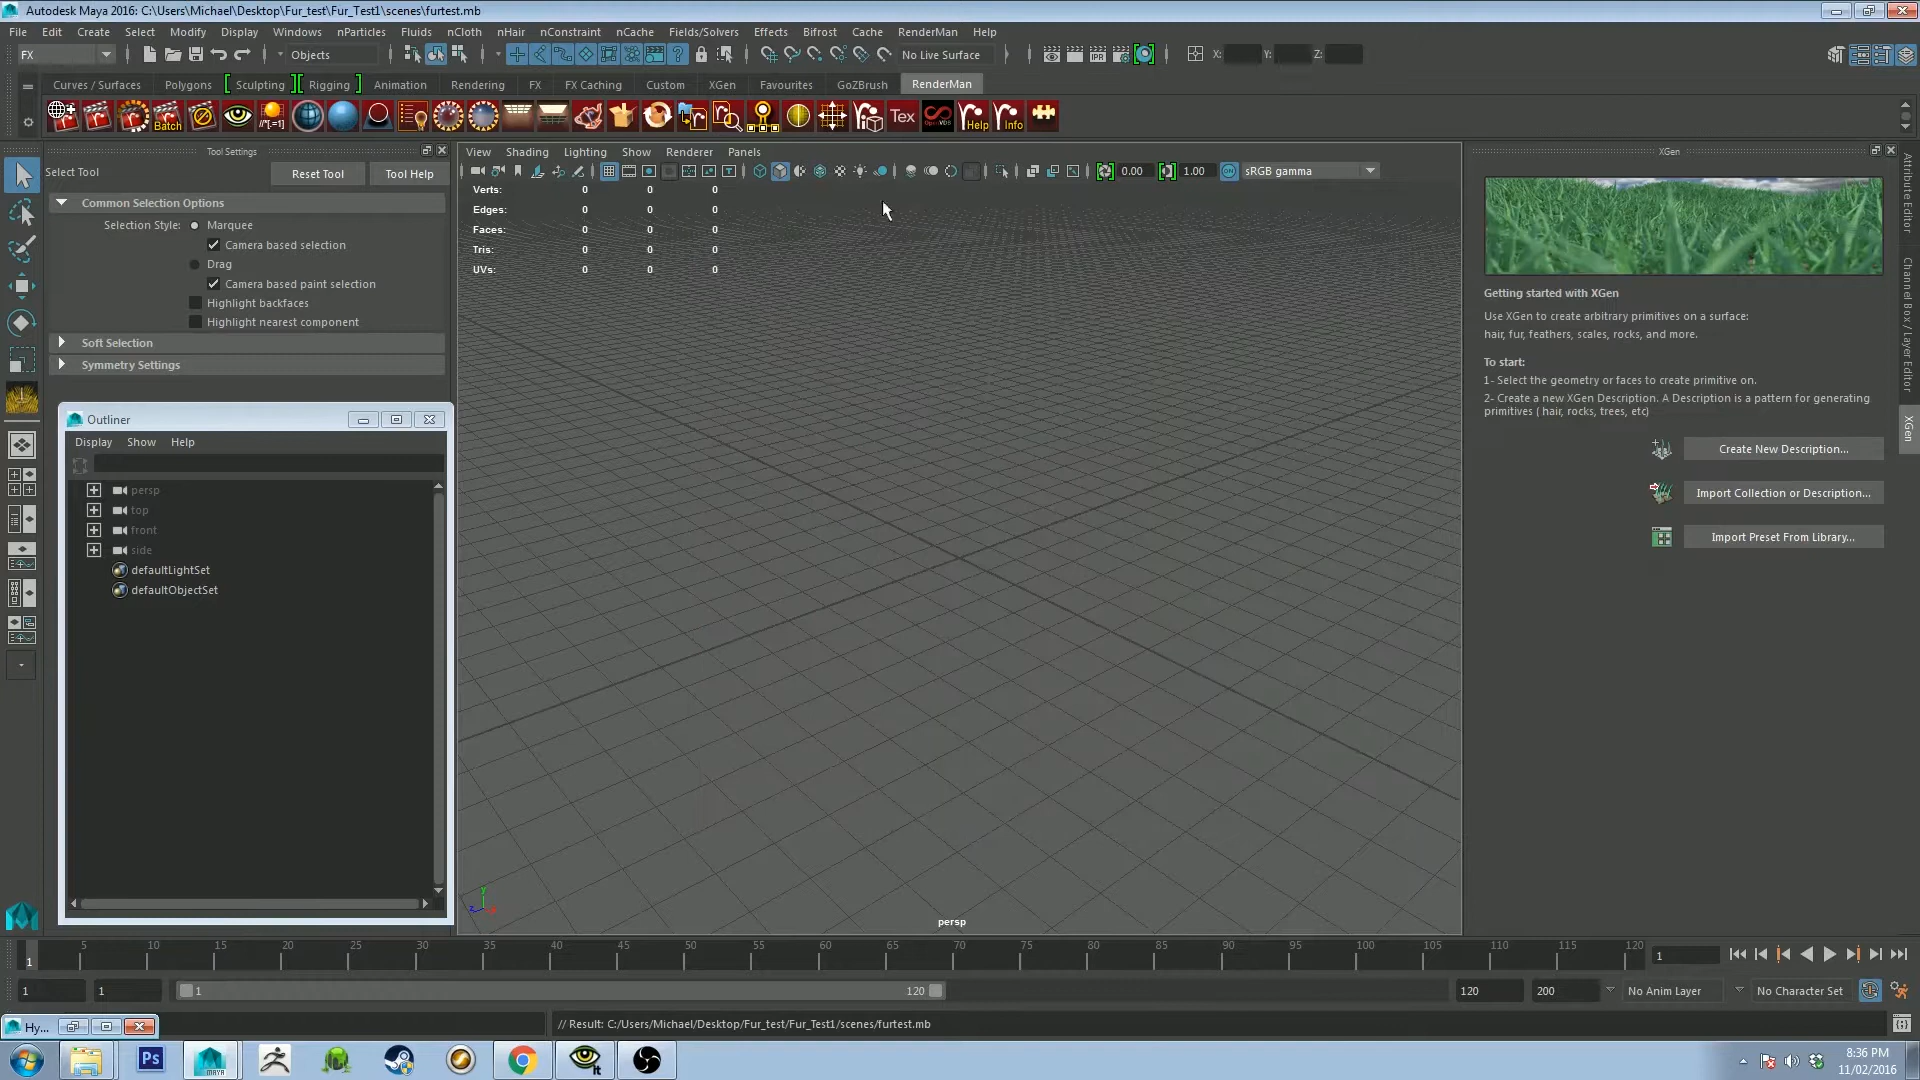 Autodesk Maya 2016: C:\Users\Michael\Desktop\Fur_test\Fur_Test1\scenes\furtest.mb
File Edit Create Select Modify Display Windows nParticles Fluids nCloth nHair nConstraint nCache Fields/Solvers Effects Bifrost Cache RenderMan Help
FX Objects No Live Surface X: Y: Z:
Curves / Surfaces Polygons Sculpting Rigging Animation Rendering FX FX Caching Custom XGen Favourites GoZBrush RenderMan
Batch Tex Help Info
Tool Settings
Select Tool Reset Tool Tool Help
Common Selection Options
Selection Style: Marquee
Camera based selection
Drag
Camera based paint selection
Highlight backfaces
Highlight nearest component
Soft Selection
Symmetry Settings
Outliner
Display Show Help
persp
top
front
side
defaultLightSet
defaultObjectSet
View Shading Lighting Show Renderer Panels
0.00 1.00 sRGB gamma
Verts: 0 0 0
Edges: 0 0 0
Faces: 0 0 0
Tris: 0 0 0
UVs: 0 0 0
y
z
persp
XGen
Getting started with XGen
Use XGen to create arbitrary primitives on a surface:
hair, fur, feathers, scales, rocks, and more.
To start:
1- Select the geometry or faces to create primitive on.
2- Create a new XGen Description. A Description is a pattern for generating
primitives ( hair, rocks, trees, etc)
Create New Description...
Import Collection or Description...
Import Preset From Library...
Attribute Editor
Channel Box / Layer Editor
XGen
1 5 10 15 20 25 30 35 40 45 50 55 60 65 70 75 80 85 90 95 100 105 110 115 120 1
1 1 1 120 120 200 No Anim Layer No Character Set
Hy... // Result: C:/Users/Michael/Desktop/Fur_test/Fur_Test1/scenes/furtest.mb
Ps MAYA it
8:36 PM
11/02/2016